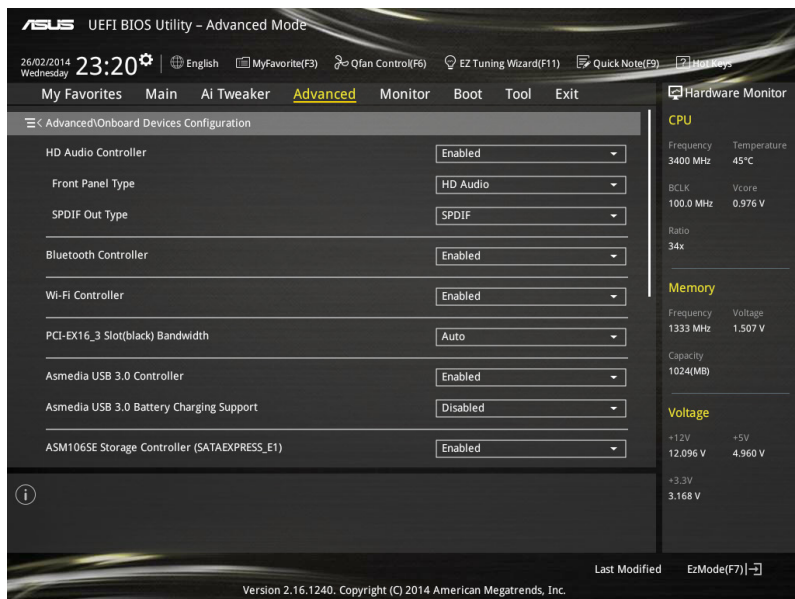 ASUS UEFI BIOS Utility – Advanced Mode
26/02/2014 Wednesday 23:20 English MyFavorite(F3) Qfan Control(F6) EZ Tuning Wizard(F11) Quick Note(F9) ? Hot Keys
My Favorites Main Ai Tweaker Advanced Monitor Boot Tool Exit
Advanced\Onboard Devices Configuration
HD Audio Controller Enabled
Front Panel Type HD Audio
SPDIF Out Type SPDIF
Bluetooth Controller Enabled
Wi-Fi Controller Enabled
PCI-EX16_3 Slot(black) Bandwidth Auto
Asmedia USB 3.0 Controller Enabled
Asmedia USB 3.0 Battery Charging Support Disabled
ASM106SE Storage Controller (SATAEXPRESS_E1) Enabled
Hardware Monitor
CPU
Frequency Temperature
3400 MHz 45°C
BCLK Vcore
100.0 MHz 0.976 V
Ratio
34x
Memory
Frequency Voltage
1333 MHz 1.507 V
Capacity
1024(MB)
Voltage
+12V +5V
12.096 V 4.960 V
+3.3V
3.168 V
i
Last Modified EzMode(F7)
Version 2.16.1240. Copyright (C) 2014 American Megatrends, Inc.